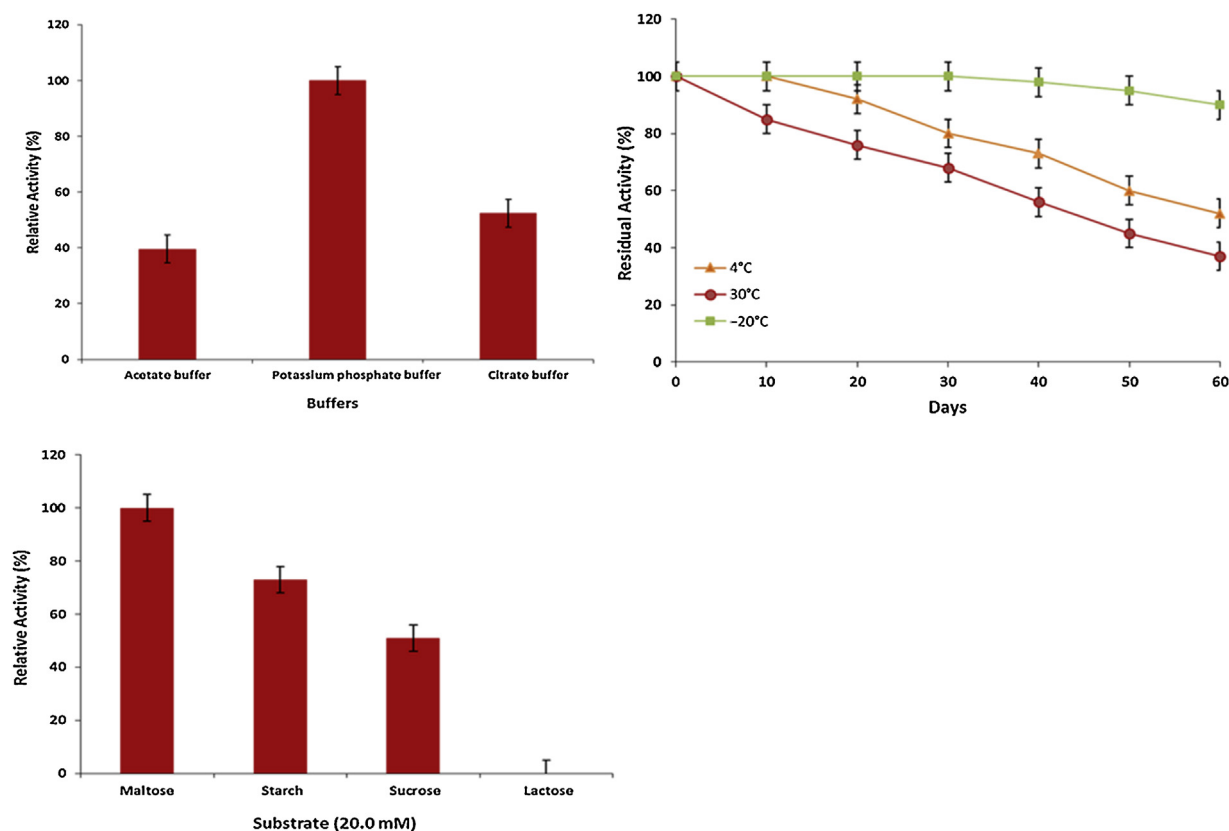 120
100
80
60
40
20
0
Relative Activity (%)
Acetate buffer
Potassium phosphate buffer
Citrate buffer
Buffers
120
100
80
60
40
20
0
Residual Activity (%)
4°C
30°C
−20°C
0 10 20 30 40 50 60
Days
120
100
80
60
40
20
0
Relative Activity (%)
Maltose
Starch
Sucrose
Lactose
Substrate (20.0 mM)